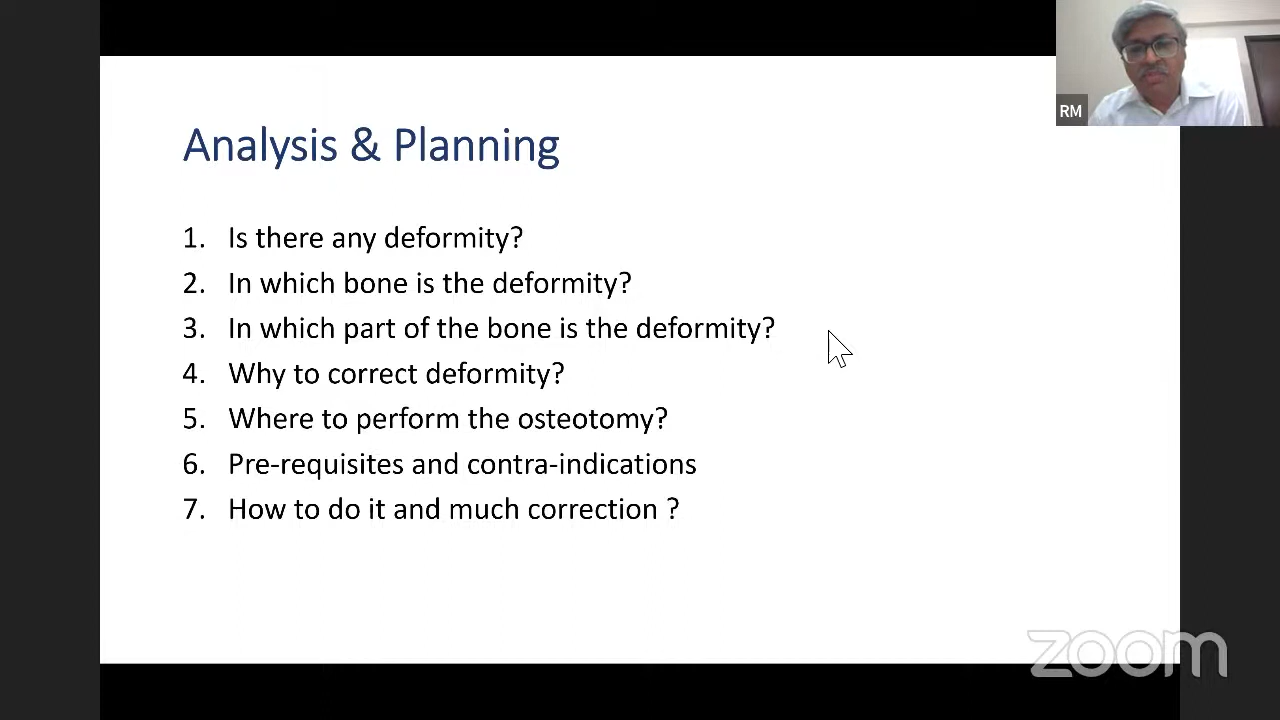 RM
Analysis & Planning
1. Is there any deformity?
2. In which bone is the deformity?
3. In which part of the bone is the deformity?
4. Why to correct deformity?
5. Where to perform the osteotomy?
6. Pre-requisites and contra-indications
7. How to do it and much correction ?
zoom